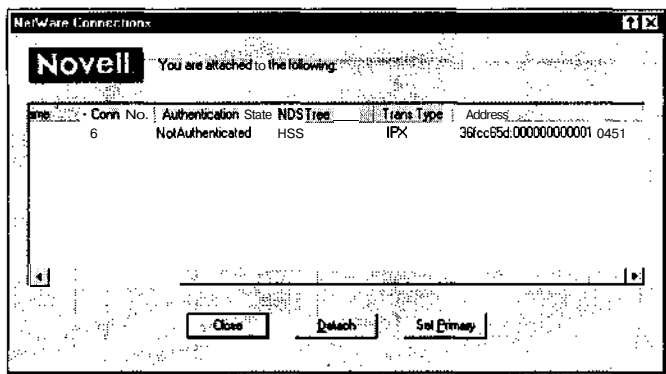 NetWare Connections
Novell You are attached to the following:
ame Conn No. Authentication State NDS Tree Trans Type Address
6 NotAuthenticated HSS IPX 36fcc65d:000000000001 0451
Close Detach Set Primary